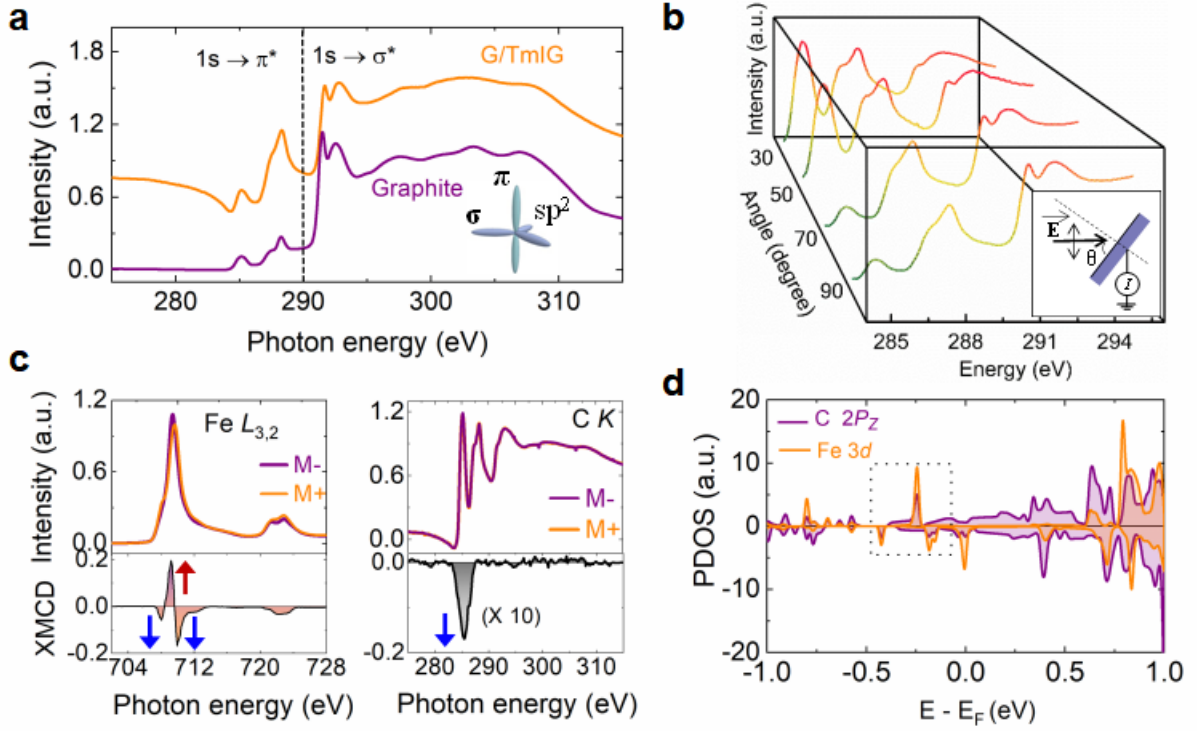 a
Intensity (a.u.)
1.8
1.2
0.6
0.0
1s → π*
1s → σ*
G/TmIG
Graphite
π
σ
sp²
280
290
300
310
Photon energy (eV)
b
Intensity (a.u.)
30
50
70
90
Angle (degree)
E
θ
I
285
288
291
294
Energy (eV)
c
Intensity (a.u.)
1.2
0.6
0.0
Fe L3,2
M-
M+
XMCD
0.2
0.0
-0.2
704
712
720
728
Photon energy (eV)
1.0
0.5
0.0
C K
M-
M+
0.0
-0.2
(X 10)
275
285
290
300
310
Photon energy (eV)
d
PDOS (a.u.)
20
10
0
-10
-20
C 2PZ
Fe 3d
-1.0
-0.5
0.0
0.5
1.0
E - EF (eV)